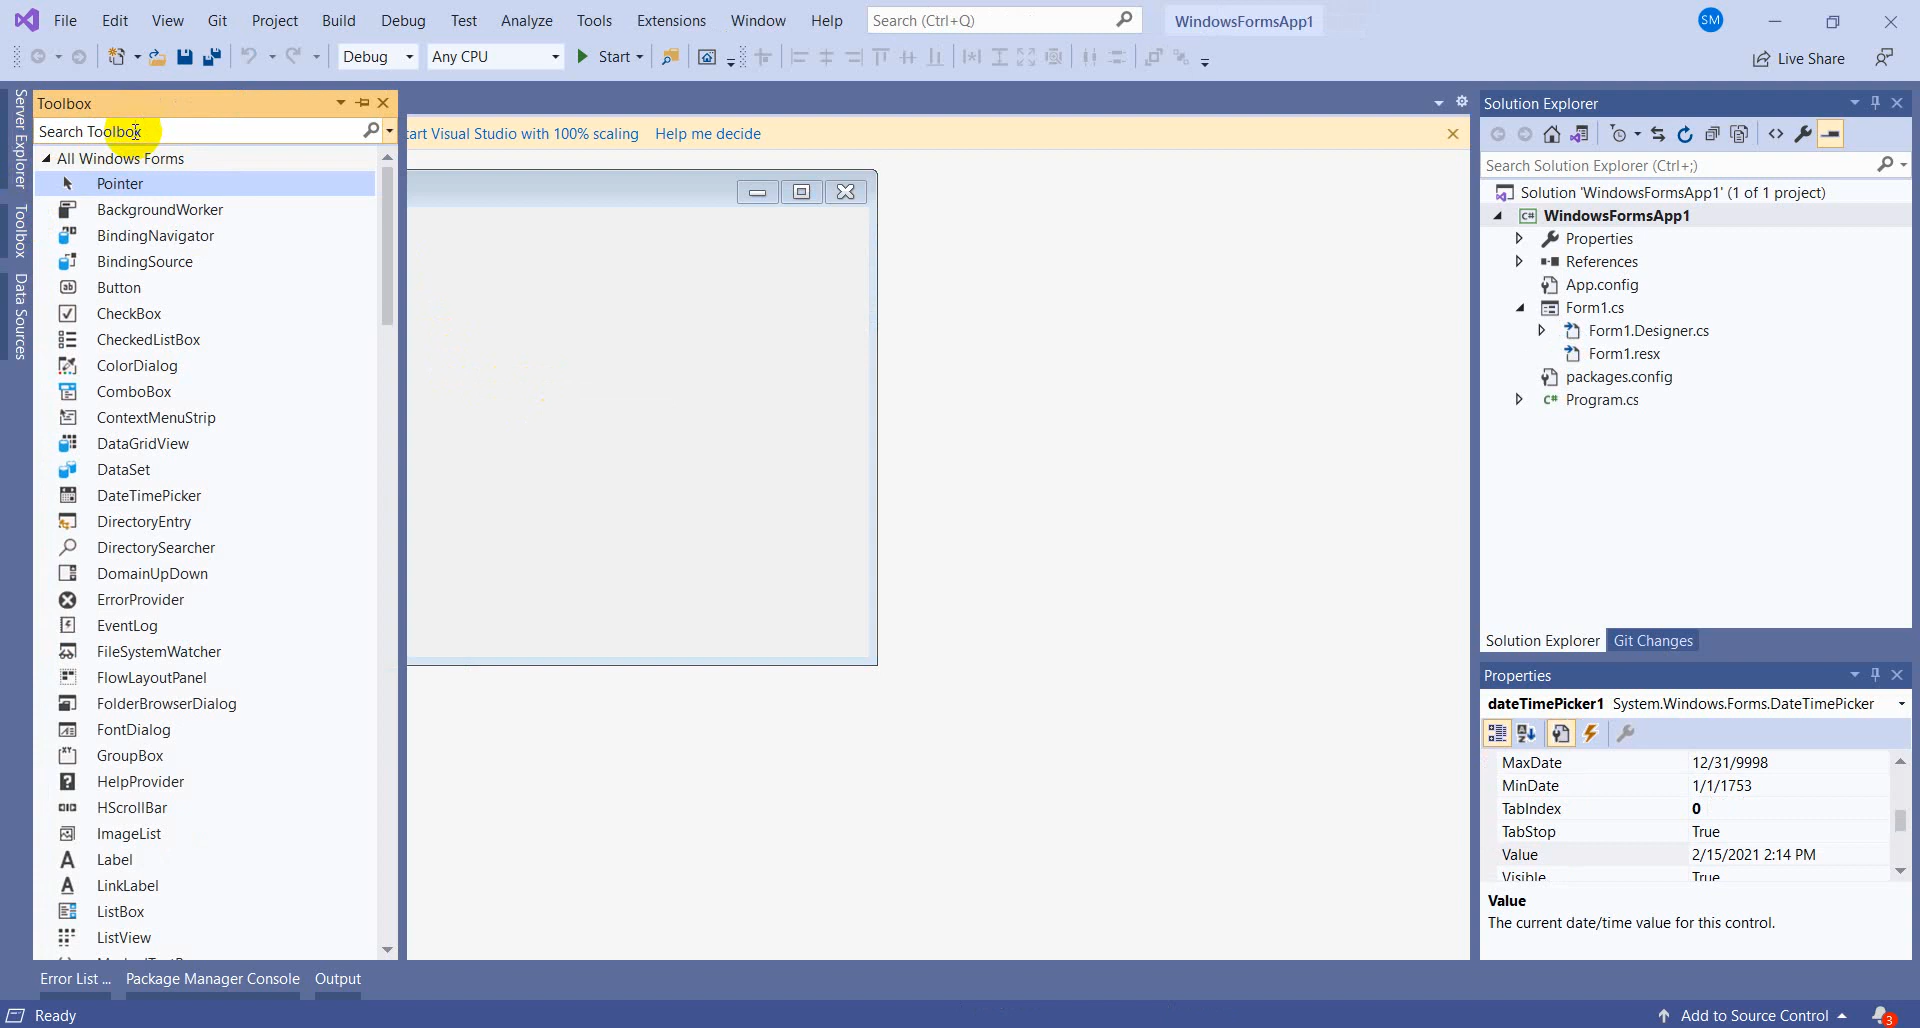 File Edit View Git Project Build Debug Test Analyze Tools Extensions Window Help Search (Ctrl+Q) WindowsFormsApp1 SM
Debug Any CPU Start Live Share
Server Explorer
Toolbox
Data Sources
Toolbox
Search Toolbox
All Windows Forms
Pointer
BackgroundWorker
BindingNavigator
BindingSource
Button
CheckBox
CheckedListBox
ColorDialog
ComboBox
ContextMenuStrip
DataGridView
DataSet
DateTimePicker
DirectoryEntry
DirectorySearcher
DomainUpDown
ErrorProvider
EventLog
FileSystemWatcher
FlowLayoutPanel
FolderBrowserDialog
FontDialog
GroupBox
HelpProvider
HScrollBar
ImageList
Label
LinkLabel
ListBox
ListView
Visual Studio with 100% scaling Help me decide
Solution Explorer
Search Solution Explorer (Ctrl+;)
Solution 'WindowsFormsApp1' (1 of 1 project)
C# WindowsFormsApp1
Properties
References
App.config
Form1.cs
Form1.Designer.cs
Form1.resx
packages.config
C# Program.cs
Solution Explorer Git Changes
Properties
dateTimePicker1 System.Windows.Forms.DateTimePicker
MaxDate 12/31/9998
MinDate 1/1/1753
TabIndex 0
TabStop True
Value 2/15/2021 2:14 PM
Visible True
Value
The current date/time value for this control.
Error List ... Package Manager Console Output
Ready Add to Source Control 3